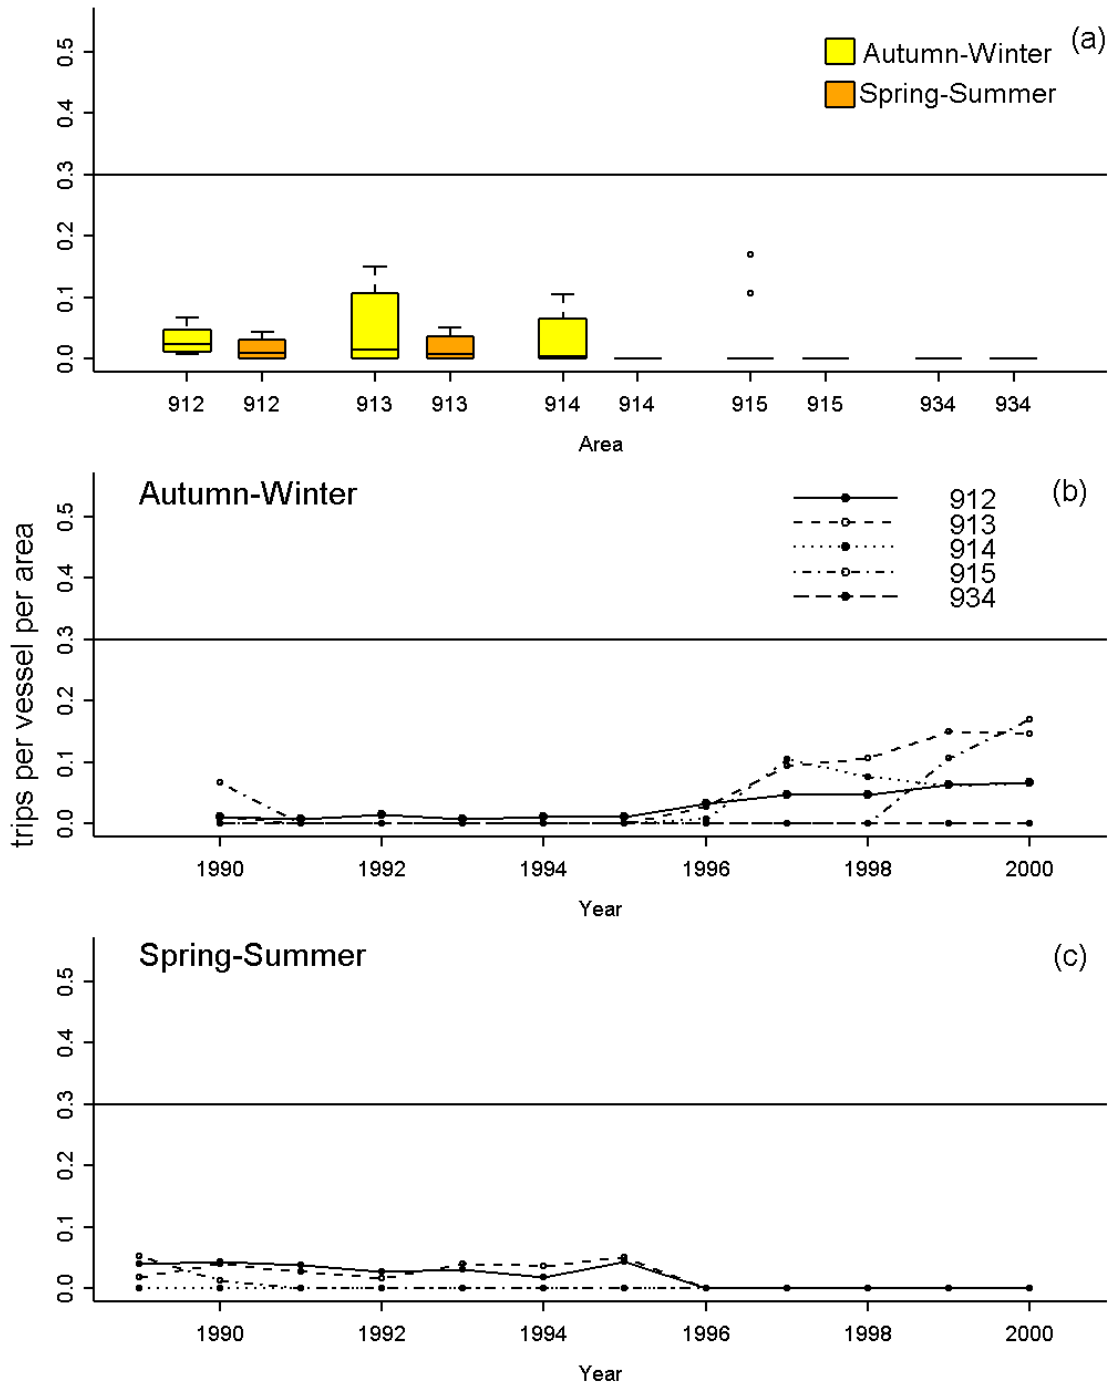 (a)
Autumn-Winter
Spring-Summer
0.5
0.4
0.3
0.2
0.1
0.0
912 912 913 913 914 914 915 915 934 934
Area
trips per vessel per area
Autumn-Winter
(b)
912
913
914
915
934
0.5
0.4
0.3
0.2
0.1
0.0
1990 1992 1994 1996 1998 2000
Year
Spring-Summer
(c)
0.5
0.4
0.3
0.2
0.1
0.0
1990 1992 1994 1996 1998 2000
Year